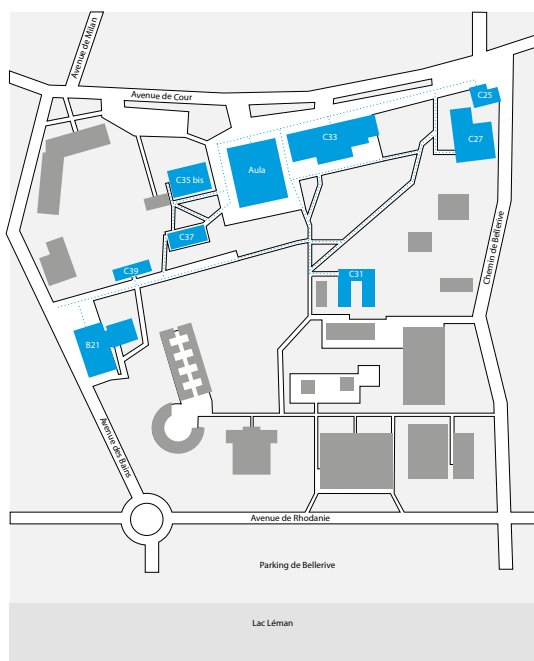 Avenue de Milan
Avenue de Cour
C25
C33
C27
C35 bis
Aula
C37
Chemin de Bellerive
C39
C31
B21
Avenue des Bains
Avenue de Rhodanie
Parking de Bellerive
Lac Léman